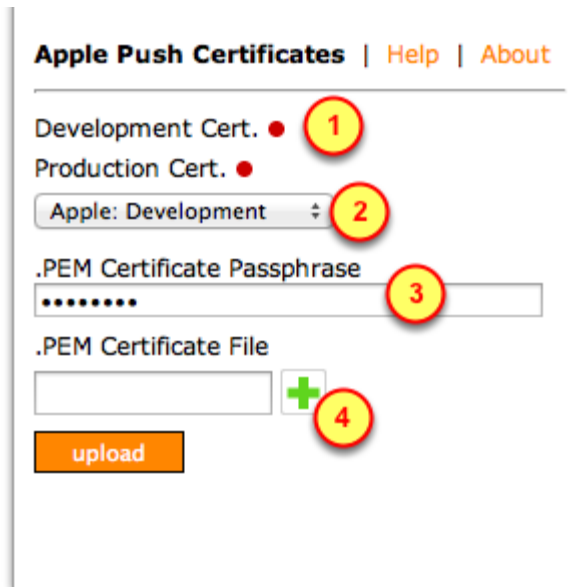 Apple Push Certificates | Help | About
Development Cert. 1
Production Cert.
Apple: Development 2
.PEM Certificate Passphrase
•••••••• 3
.PEM Certificate File
4
upload